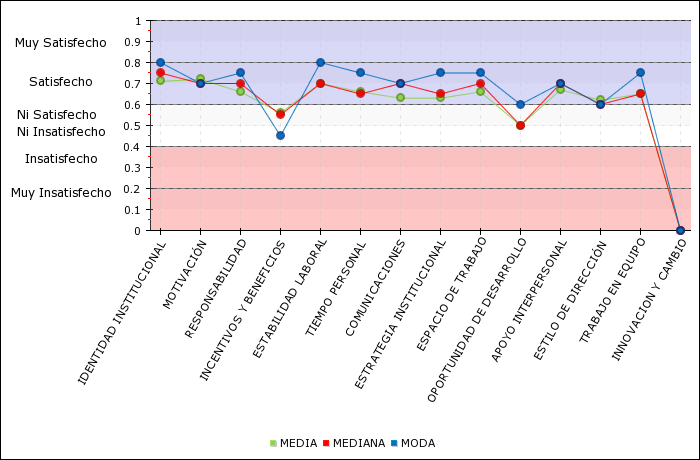 1
Muy Satisfecho
0.9
0.8
Satisfecho
0.7
0.6
Ni Satisfecho
0.5
Ni Insatisfecho
0.4
Insatisfecho
0.3
0.2
Muy Insatisfecho
0.1
0
IDENTIDAD INSTITUCIONAL
MOTIVACIÓN
RESPONSABILIDAD
INCENTIVOS Y BENEFICIOS
ESTABILIDAD LABORAL
TIEMPO PERSONAL
COMUNICACIONES
ESTRATEGIA INSTITUCIONAL
ESPACIO DE TRABAJO
OPORTUNIDAD DE DESARROLLO
APOYO INTERPERSONAL
ESTILO DE DIRECCIÓN
TRABAJO EN EQUIPO
INNOVACION Y CAMBIO
MEDIA MEDIANA MODA